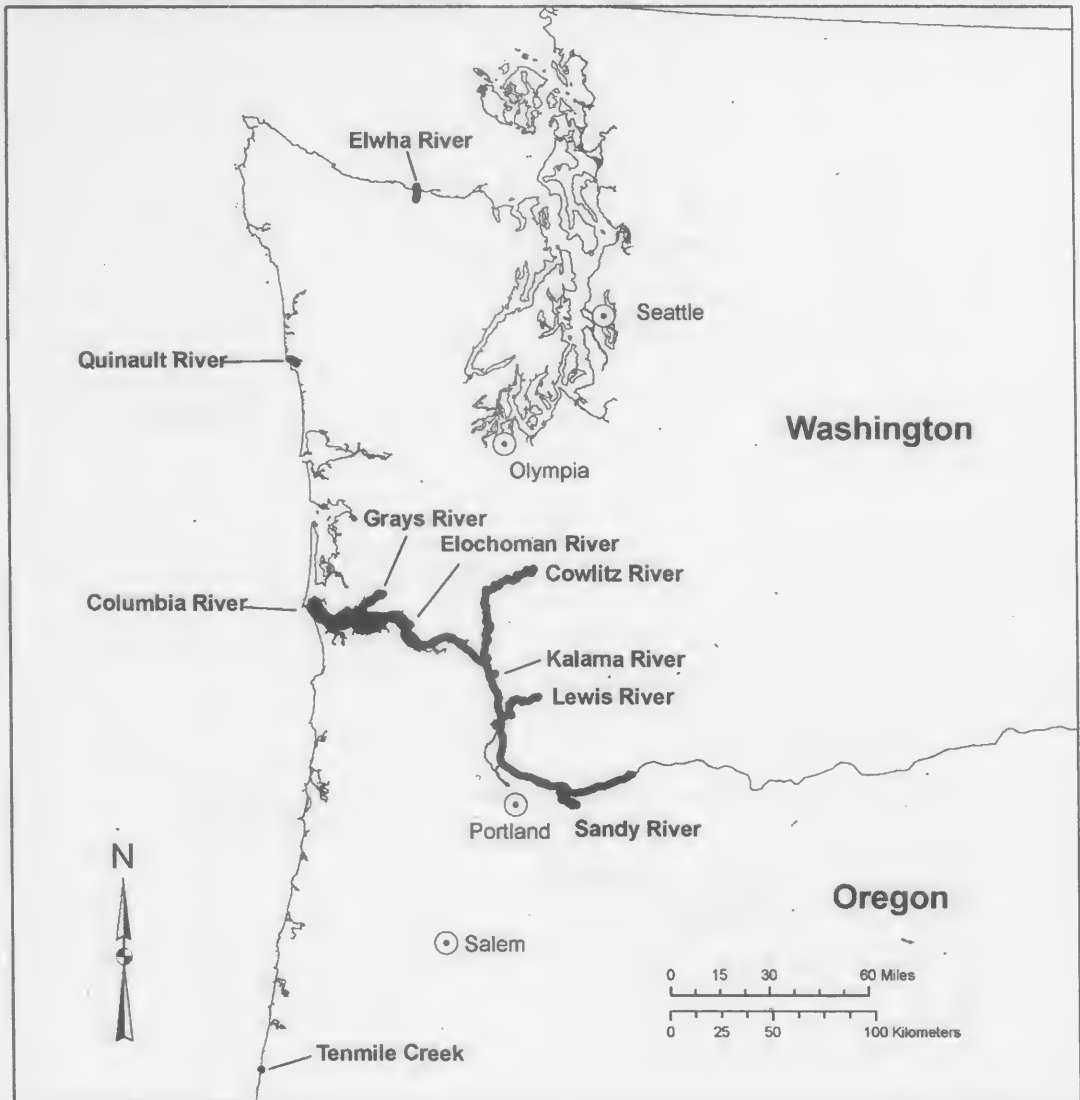 Elwha River
Seattle
Quinault River
Washington
Olympia
Grays River
Elochoman River
Cowlitz River
Columbia River
Kalama River
Lewis River
Portland
Sandy River
N
Oregon
Salem
0 15 30 60 Miles
0 25 50 100 Kilometers
Tenmile Creek